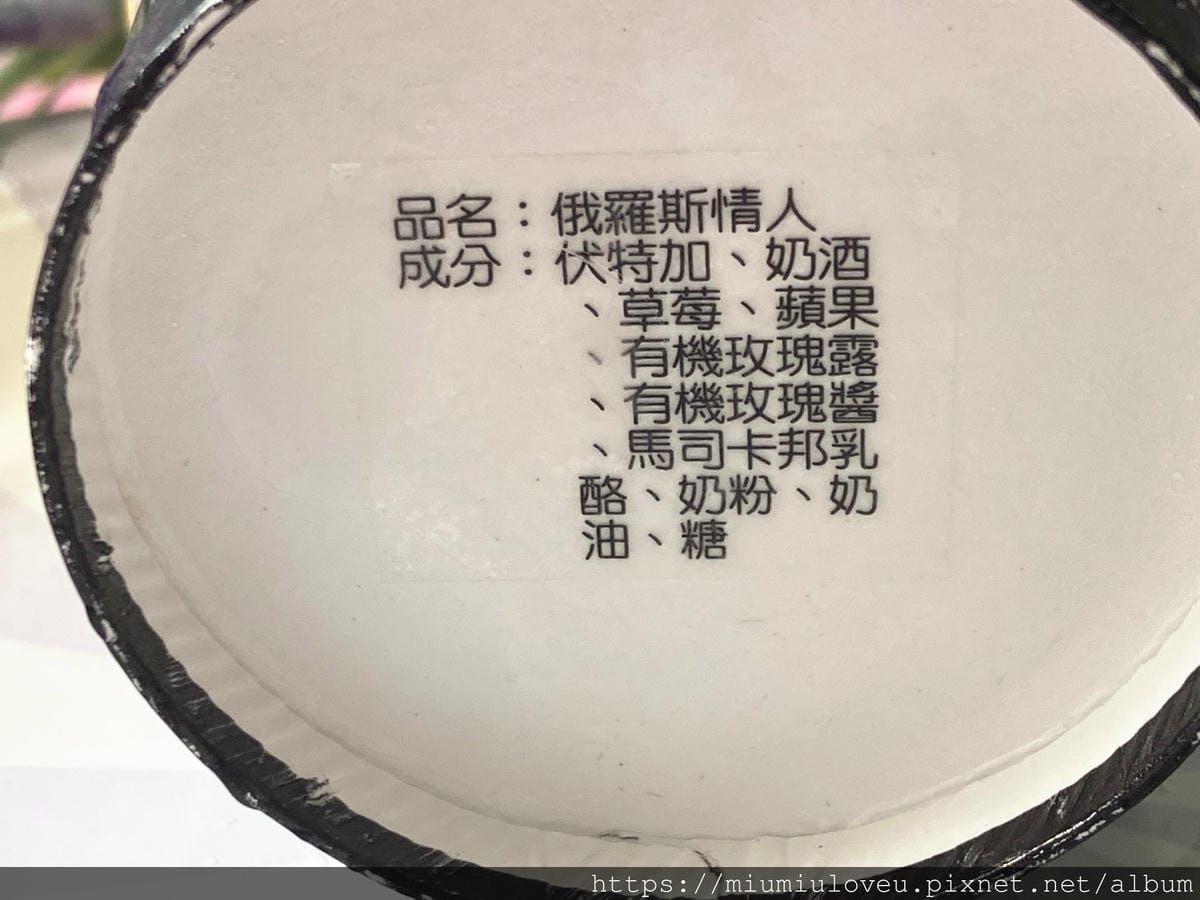 品名：俄羅斯情人
成分：伏特加、奶酒
、草莓、蘋果
、有機玫瑰露
、有機玫瑰醬
、馬司卡邦乳
酪、奶粉、奶
油、糖
https://miumiuloveu.pixnet.net/album